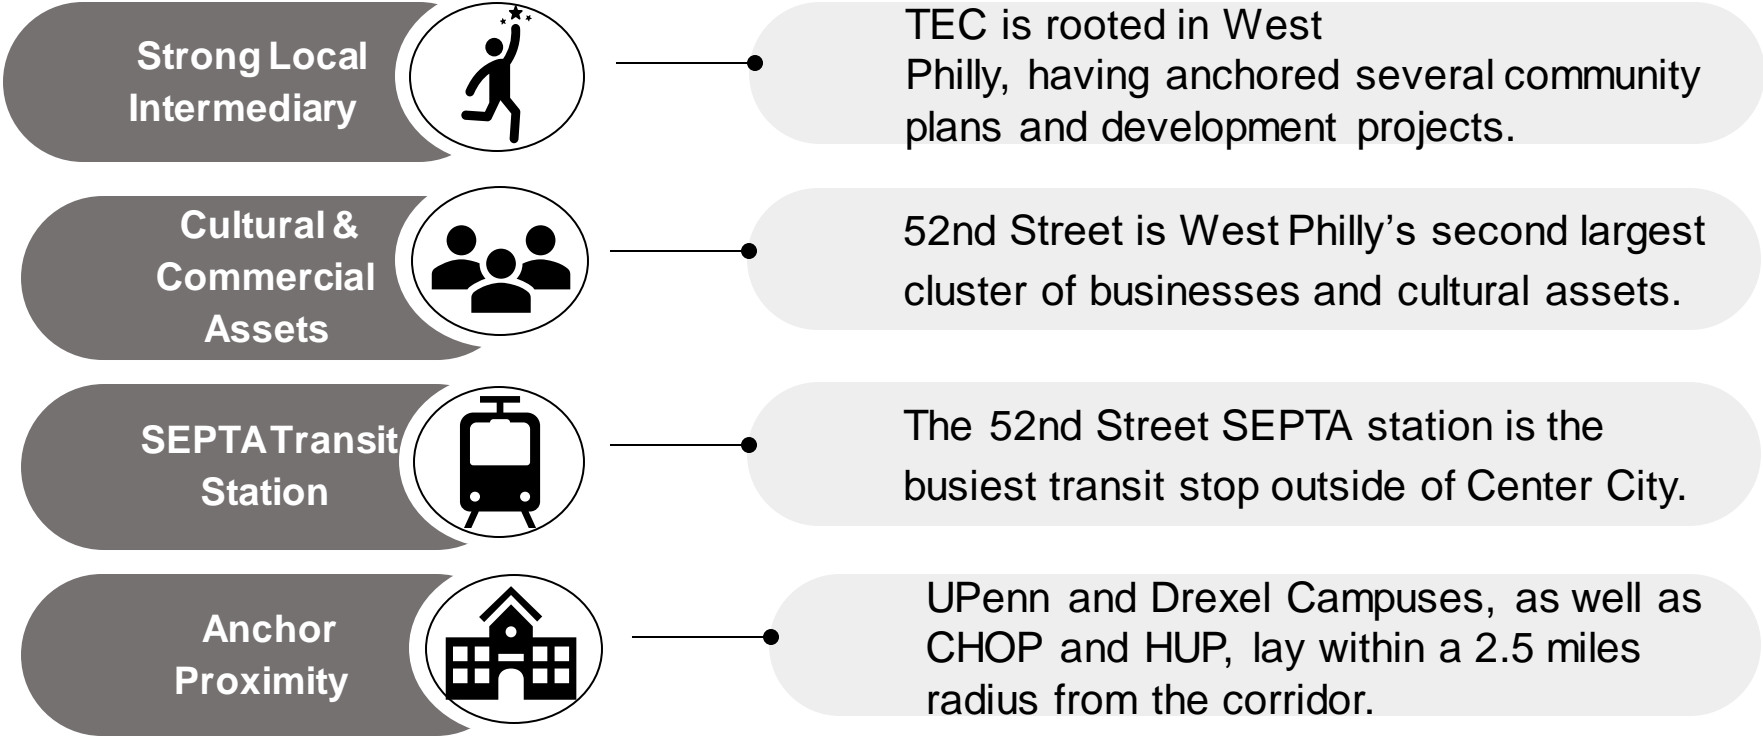 Strong Local
Intermediary
TEC is rooted in West
Philly, having anchored several community
plans and development projects.
Cultural &
Commercial
Assets
52nd Street is West Philly’s second largest
cluster of businesses and cultural assets.
SEPTA Transit
Station
The 52nd Street SEPTA station is the
busiest transit stop outside of Center City.
Anchor
Proximity
UPenn and Drexel Campuses, as well as
CHOP and HUP, lay within a 2.5 miles
radius from the corridor.